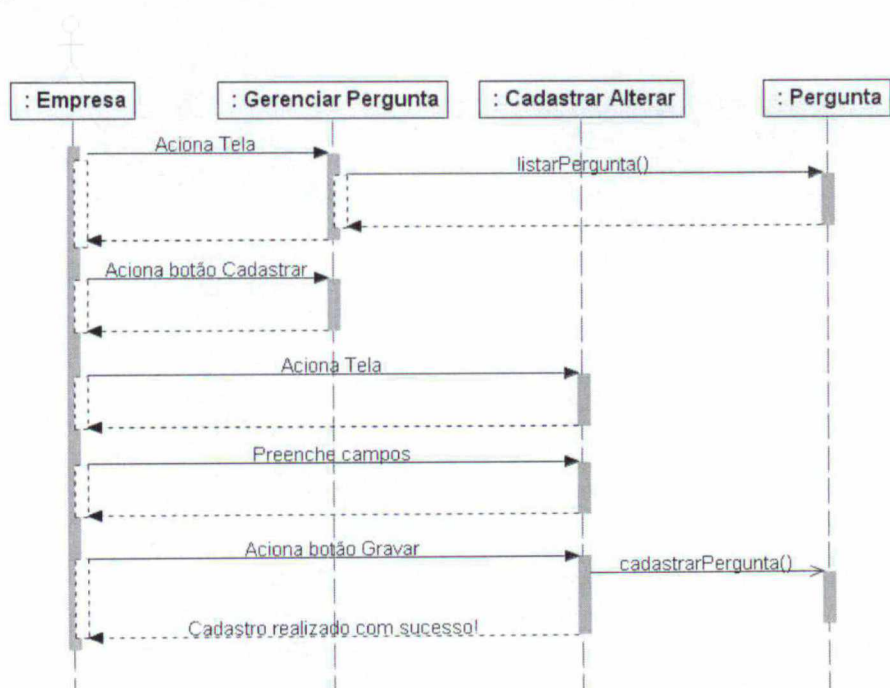 : Empresa
: Gerenciar Pergunta
: Cadastrar Alterar
: Pergunta
Aciona Tela
listarPergunta()
Aciona botão Cadastrar
Aciona Tela
Preenche campos
Aciona botão Gravar
cadastrarPergunta()
Cadastro realizado com sucesso!